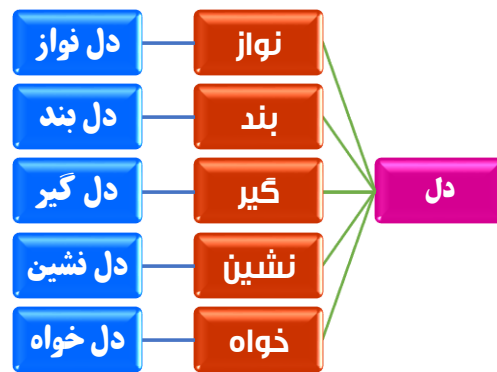 دل
نواز
دل نواز
بند
دل بند
گیر
دل گیر
نشین
دل نشین
خواه
دل خواه